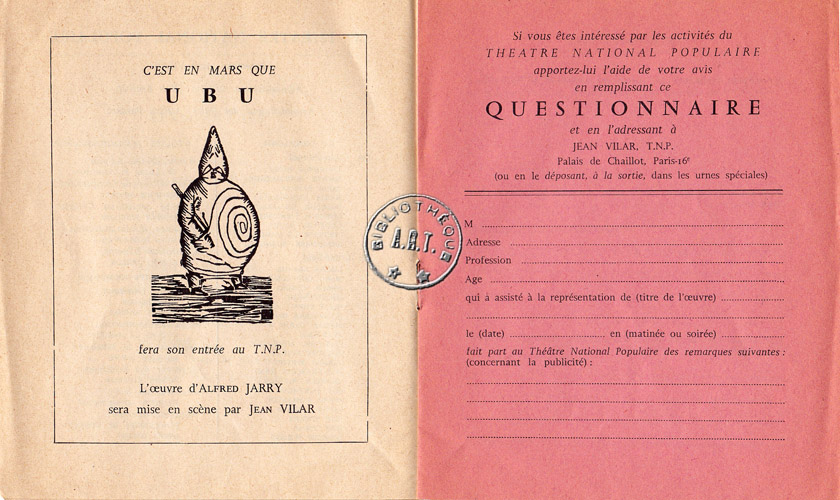 C'EST EN MARS QUE
UBU
fera son entrée au T.N.P.
L'œuvre d'ALFRED JARRY
sera mise en scène par JEAN VILAR
BIBLIOTHÈQUE
A.R.T.
Si vous êtes intéressé par les activités du
THEATRE NATIONAL POPULAIRE
apportez-lui l'aide de votre avis
en remplissant ce
QUESTIONNAIRE
et en l'adressant à
JEAN VILAR, T.N.P.
Palais de Chaillot, Paris-16e
(ou en le déposant, à la sortie, dans les urnes spéciales)
M
Adresse
Profession
Age
qui a assisté à la représentation de (titre de l'œuvre)
le (date) en (matinée ou soirée)
fait part au Théâtre National Populaire des remarques suivantes :
(concernant la publicité) :